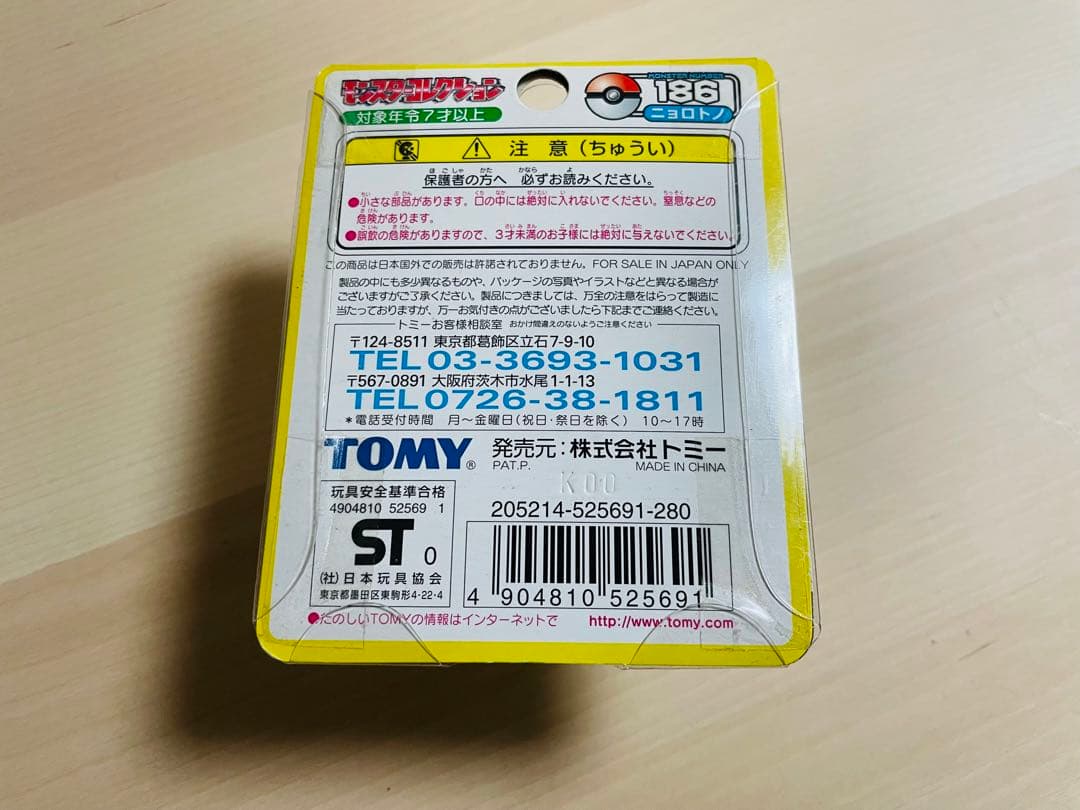 モンスターコレクション
対象年令7才以上
MONSTER NUMBER
186
ニョロトノ
注意(ちゅうい)
保護者の方へ 必ずお読みください。
●小さな部品があります。口の中には絶対に入れないでください。窒息などの
危険があります。
●誤飲の危険がありますので、3才未満のお子様には絶対に与えないでください。
この商品は日本国外での販売は許諾されておりません。FOR SALE IN JAPAN ONLY
製品の中にも多少異なるものや、パッケージの写真やイラストなどと異なる場合が
ございますがご了承ください。製品につきましては、万全の注意をはらって製造に
当たっておりますが、万一お気付きの点がございましたら下記までご連絡ください。
トミーお客様相談室 おかけ間違えのないようご注意ください
〒124-8511 東京都葛飾区立石7-9-10
TEL03-3693-1031
〒567-0891 大阪府茨木市水尾1-1-13
TEL0726-38-1811
*電話受付時間 月〜金曜日(祝日・祭日を除く) 10〜17時
TOMY® 発売元:株式会社トミー
PAT.P. MADE IN CHINA
K00
玩具安全基準合格
4904810 52569 1
ST 0
(社)日本玩具協会
東京都墨田区東駒形4-22-4
205214-525691-280
4 904810 525691
●たのしいTOMYの情報はインターネットで http://www.tomy.com